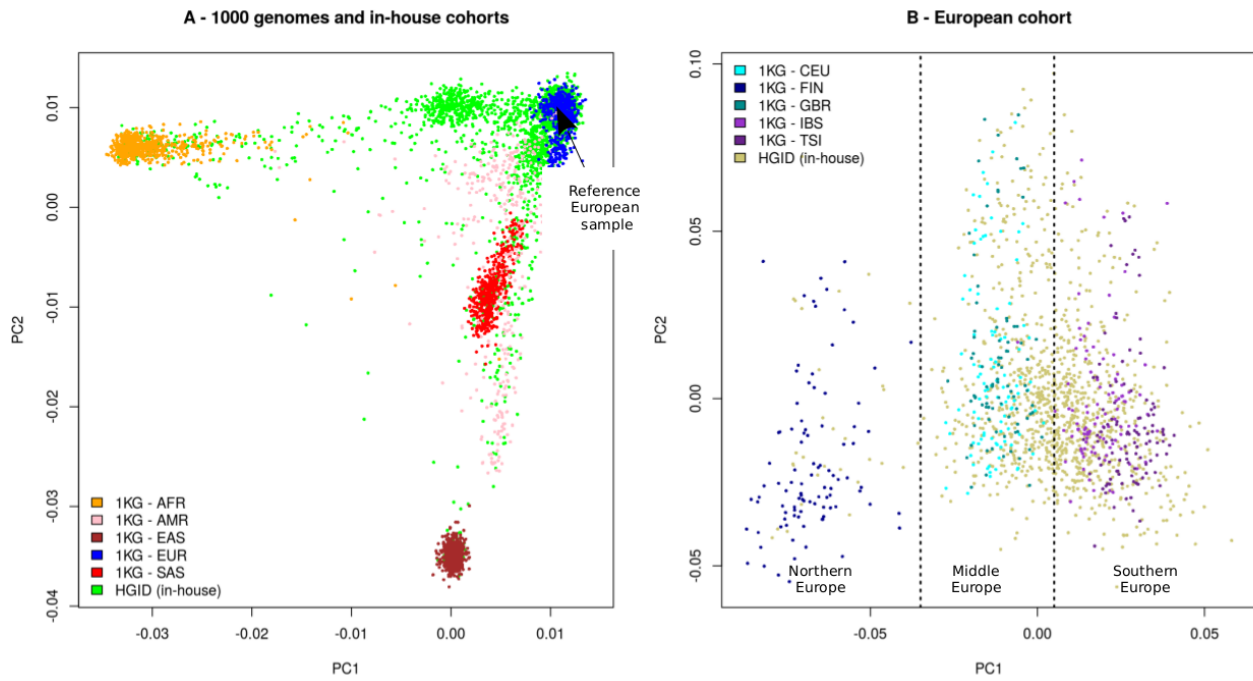 A - 1000 genomes and in-house cohorts
0.01
0.00
-0.01
-0.02
-0.03
-0.04
PC2
Reference
European
sample
1KG - AFR
1KG - AMR
1KG - EAS
1KG - EUR
1KG - SAS
HGID (in-house)
-0.03
-0.02
-0.01
0.00
0.01
PC1
B - European cohort
1KG - CEU
1KG - FIN
1KG - GBR
1KG - IBS
1KG - TSI
HGID (in-house)
0.10
0.05
0.00
-0.05
PC2
Northern
Europe
Middle
Europe
Southern
Europe
-0.05
0.00
0.05
PC1